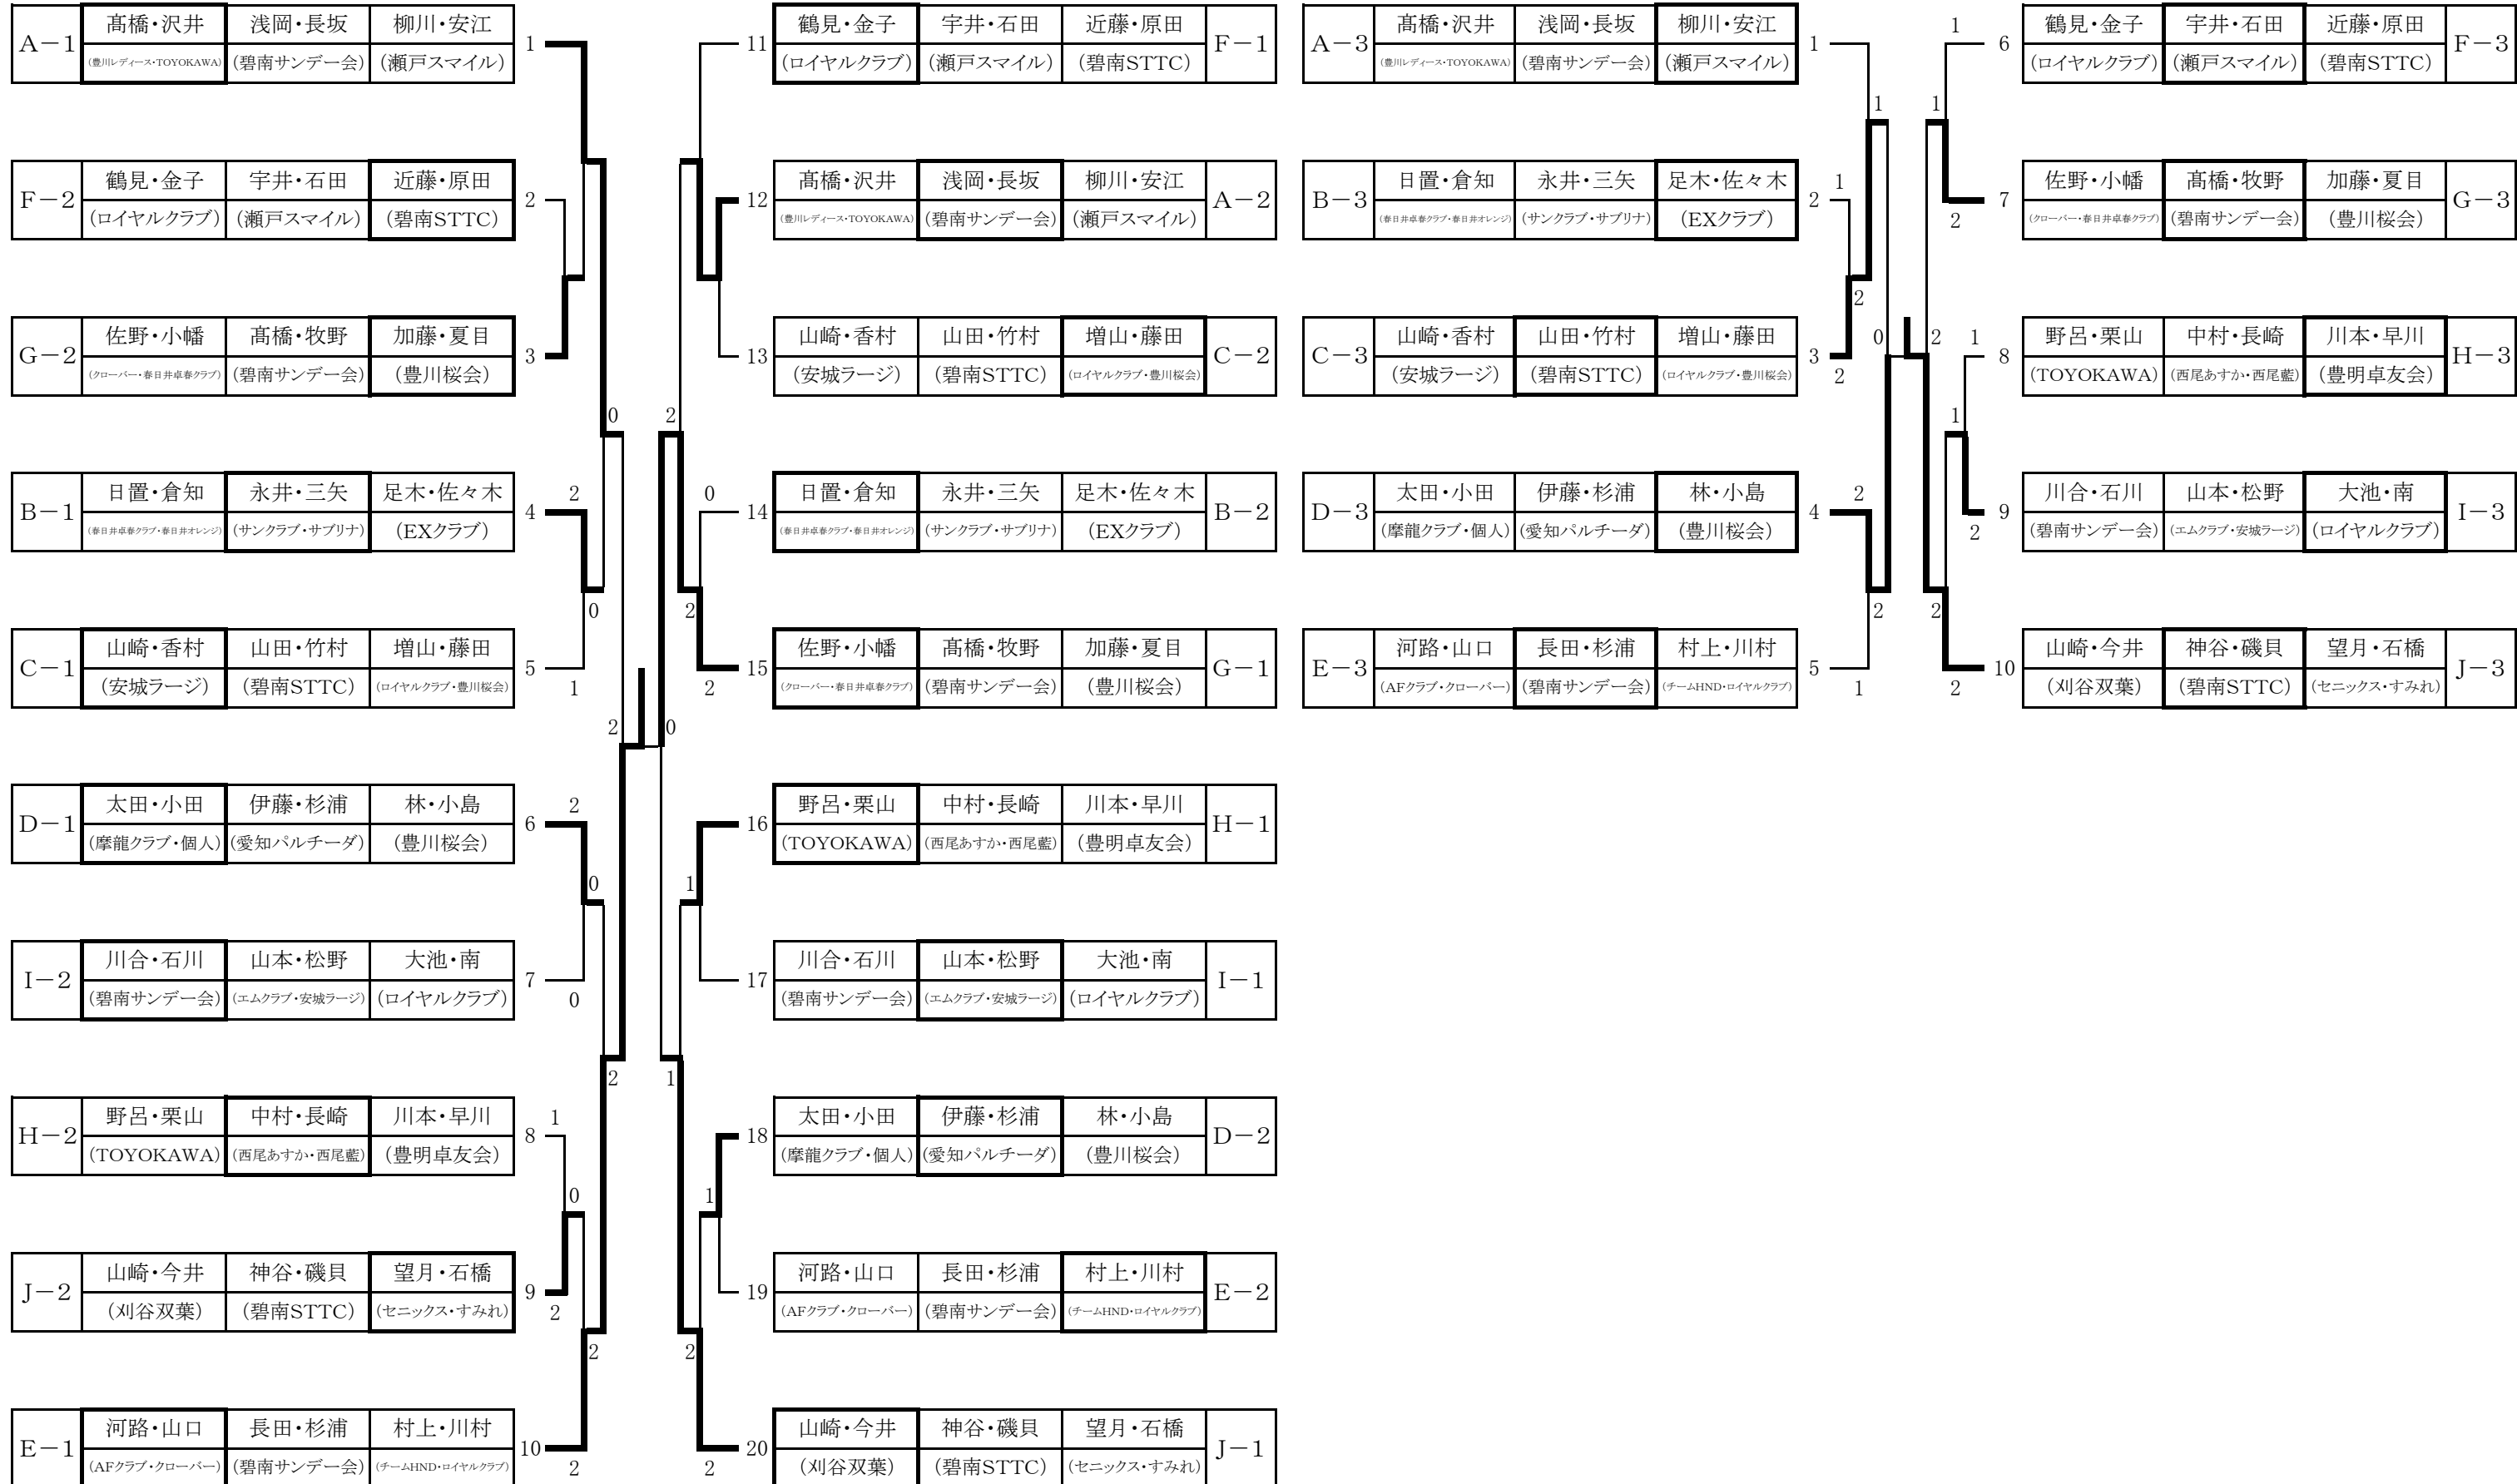 A-1 髙橋・沢井 浅岡・長坂 柳川・安江 1
(豊川レディース・TOYOKAWA) (碧南サンデー会) (瀬戸スマイル)
F-2 鶴見・金子 宇井・石田 近藤・原田 2
(ロイヤルクラブ) (瀬戸スマイル) (碧南STTC)
G-2 佐野・小幡 髙橋・牧野 加藤・夏目 3
(クローバー・春日井卓春クラブ) (碧南サンデー会) (豊川桜会)
0
B-1 日置・倉知 永井・三矢 足木・佐々木 4 2
(春日井卓春クラブ・春日井オレンジ) (サンクラブ・サブリナ) (EXクラブ)
0
C-1 山崎・香村 山田・竹村 増山・藤田 5 1
(安城ラージ) (碧南STTC) (ロイヤルクラブ・豊川桜会)
2
D-1 太田・小田 伊藤・杉浦 林・小島 6 2
(摩龍クラブ・個人) (愛知パルチーダ) (豊川桜会)
0
I-2 川合・石川 山本・松野 大池・南 7 0
(碧南サンデー会) (エムクラブ・安城ラージ) (ロイヤルクラブ)
2
H-2 野呂・栗山 中村・長崎 川本・早川 8 1
(TOYOKAWA) (西尾あすか・西尾藍) (豊明卓友会)
0
J-2 山崎・今井 神谷・磯貝 望月・石橋 9 2
(刈谷双葉) (碧南STTC) (セニックス・すみれ)
2
E-1 河路・山口 長田・杉浦 村上・川村 10 2
(AFクラブ・クローバー) (碧南サンデー会) (チームHND・ロイヤルクラブ)
11 鶴見・金子 宇井・石田 近藤・原田 F-1
(ロイヤルクラブ) (瀬戸スマイル) (碧南STTC)
12 髙橋・沢井 浅岡・長坂 柳川・安江 A-2
(豊川レディース・TOYOKAWA) (碧南サンデー会) (瀬戸スマイル)
13 山崎・香村 山田・竹村 増山・藤田 C-2
(安城ラージ) (碧南STTC) (ロイヤルクラブ・豊川桜会)
2
0 14 日置・倉知 永井・三矢 足木・佐々木 B-2
(春日井卓春クラブ・春日井オレンジ) (サンクラブ・サブリナ) (EXクラブ)
2
2 15 佐野・小幡 髙橋・牧野 加藤・夏目 G-1
(クローバー・春日井卓春クラブ) (碧南サンデー会) (豊川桜会)
0
16 野呂・栗山 中村・長崎 川本・早川 H-1
(TOYOKAWA) (西尾あすか・西尾藍) (豊明卓友会)
1
17 川合・石川 山本・松野 大池・南 I-1
(碧南サンデー会) (エムクラブ・安城ラージ) (ロイヤルクラブ)
1
18 太田・小田 伊藤・杉浦 林・小島 D-2
(摩龍クラブ・個人) (愛知パルチーダ) (豊川桜会)
1
19 河路・山口 長田・杉浦 村上・川村 E-2
(AFクラブ・クローバー) (碧南サンデー会) (チームHND・ロイヤルクラブ)
2
2 20 山崎・今井 神谷・磯貝 望月・石橋 J-1
(刈谷双葉) (碧南STTC) (セニックス・すみれ)
A-3 髙橋・沢井 浅岡・長坂 柳川・安江 1
(豊川レディース・TOYOKAWA) (碧南サンデー会) (瀬戸スマイル)
1
B-3 日置・倉知 永井・三矢 足木・佐々木 2 1
(春日井卓春クラブ・春日井オレンジ) (サンクラブ・サブリナ) (EXクラブ)
2
C-3 山崎・香村 山田・竹村 増山・藤田 3 2
(安城ラージ) (碧南STTC) (ロイヤルクラブ・豊川桜会)
0
D-3 太田・小田 伊藤・杉浦 林・小島 4 2
(摩龍クラブ・個人) (愛知パルチーダ) (豊川桜会)
2
E-3 河路・山口 長田・杉浦 村上・川村 5 1
(AFクラブ・クローバー) (碧南サンデー会) (チームHND・ロイヤルクラブ)
1 6 鶴見・金子 宇井・石田 近藤・原田 F-3
(ロイヤルクラブ) (瀬戸スマイル) (碧南STTC)
1
2 7 佐野・小幡 髙橋・牧野 加藤・夏目 G-3
(クローバー・春日井卓春クラブ) (碧南サンデー会) (豊川桜会)
2
1 8 野呂・栗山 中村・長崎 川本・早川 H-3
(TOYOKAWA) (西尾あすか・西尾藍) (豊明卓友会)
1
2 9 川合・石川 山本・松野 大池・南 I-3
(碧南サンデー会) (エムクラブ・安城ラージ) (ロイヤルクラブ)
2
2 10 山崎・今井 神谷・磯貝 望月・石橋 J-3
(刈谷双葉) (碧南STTC) (セニックス・すみれ)